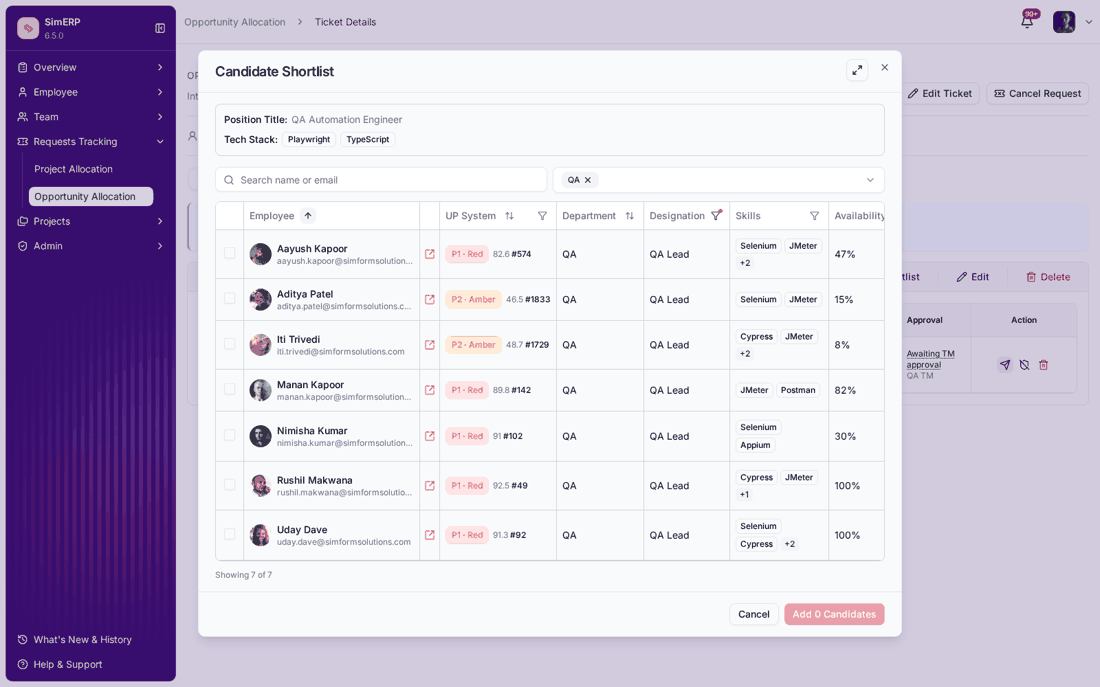 SimERP
6.5.0
Overview
Employee
Team
Requests Tracking
Project Allocation
Opportunity Allocation
Projects
Admin
What's New & History
Help & Support
Opportunity Allocation > Ticket Details
99+
Edit Ticket
Cancel Request
Edit
Delete
Approval
Action
Awaiting TM
approval
QA TM
Candidate Shortlist
Position Title: QA Automation Engineer
Tech Stack: Playwright TypeScript
Search name or email
QA
Employee UP System Department Designation Skills Availability
Aayush Kapoor
aayush.kapoor@simformsolution...
P1 · Red 82.6 #574 QA QA Lead Selenium JMeter +2 47%
Aditya Patel
aditya.patel@simformsolutions.c...
P2 · Amber 46.5 #1833 QA QA Lead Selenium JMeter 15%
Iti Trivedi
iti.trivedi@simformsolutions.com
P2 · Amber 48.7 #1729 QA QA Lead Cypress JMeter +2 8%
Manan Kapoor
manan.kapoor@simformsolution...
P1 · Red 89.8 #142 QA QA Lead JMeter Postman 82%
Nimisha Kumar
nimisha.kumar@simformsolution...
P1 · Red 91 #102 QA QA Lead Selenium Appium 30%
Rushil Makwana
rushil.makwana@simformsolutio...
P1 · Red 92.5 #49 QA QA Lead Cypress JMeter +1 100%
Uday Dave
uday.dave@simformsolutions.com
P1 · Red 91.3 #92 QA QA Lead Selenium Cypress +2 100%
Showing 7 of 7
Cancel
Add 0 Candidates